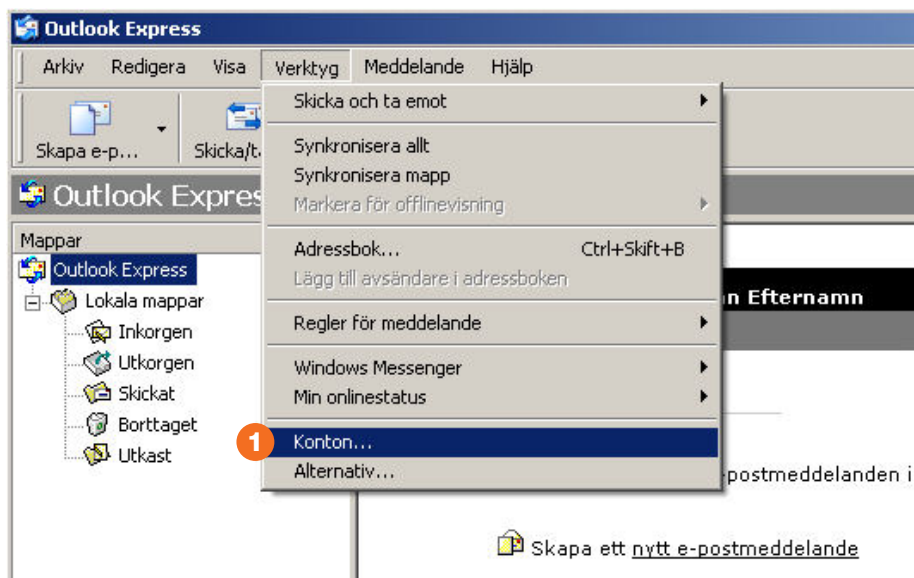 Outlook Express
Arkiv Redigera Visa Verktyg Meddelande Hjälp
Skapa e-p... Skicka/t
Outlook Expres
Mappar
Outlook Express
Lokala mappar
Inkorgen
Utkorgen
Skickat
Borttaget
Utkast
Skicka och ta emot
Synkronisera allt
Synkronisera mapp
Markera för offlinevisning
Adressbok... Ctrl+Skift+B
Lägg till avsändare i adressboken
Regler för meddelande
Windows Messenger
Min onlinestatus
1 Konton...
Alternativ...
n Efternamn
-postmeddelanden i
Skapa ett nytt e-postmeddelande